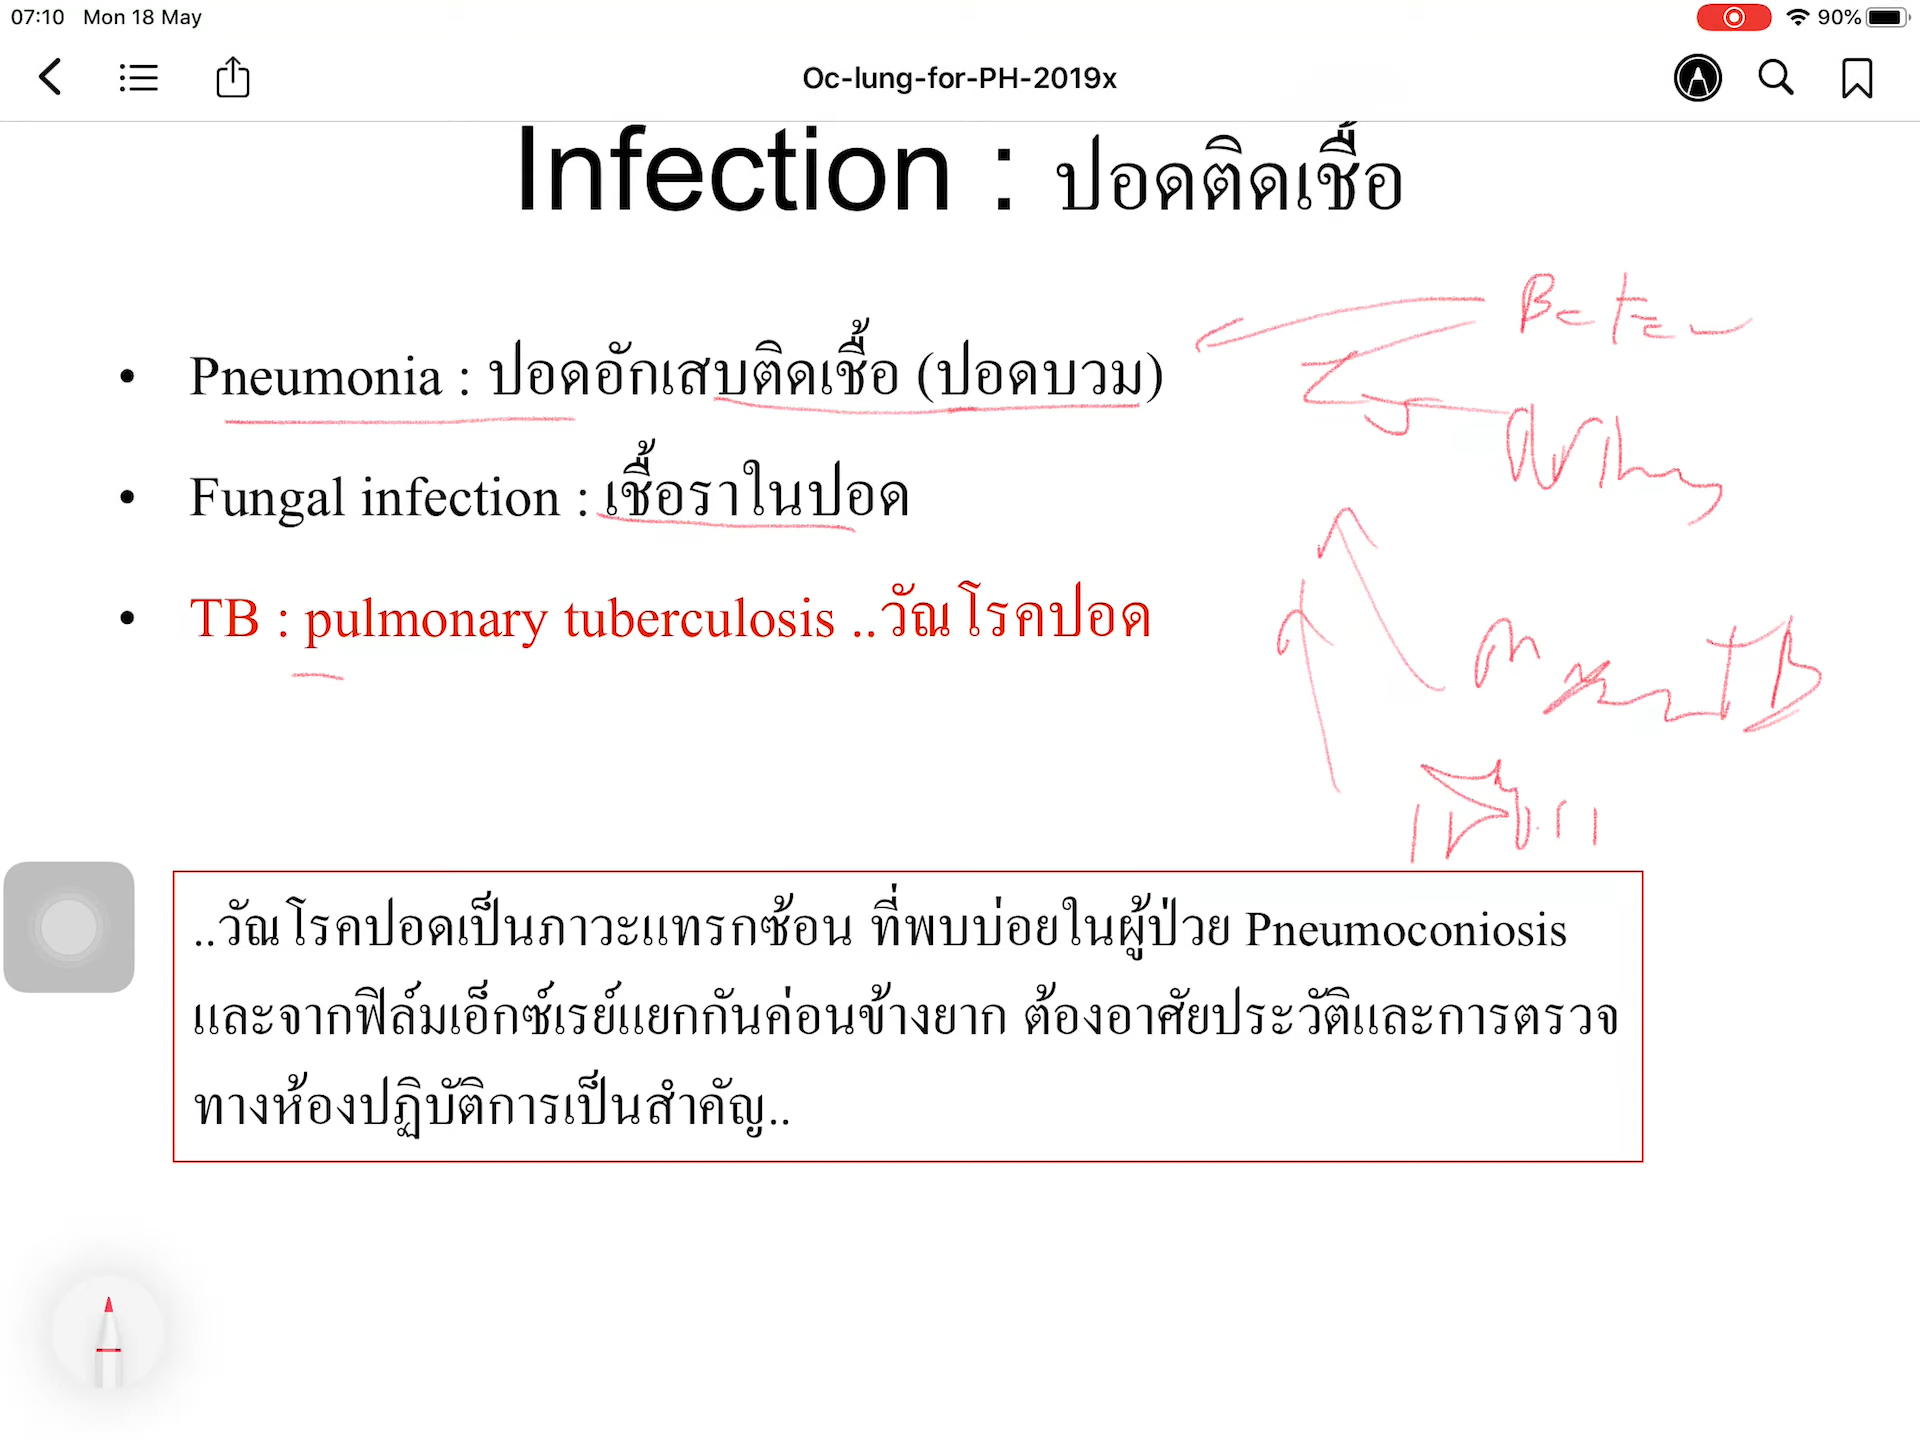 07:10 Mon 18 May
90%
Oc-lung-for-PH-2019x
Infection : ปอดติดเชื้อ
• Pneumonia : ปอดอักเสบติดเชื้อ (ปอดบวม)
• Fungal infection : เชื้อราในปอด
• TB : pulmonary tuberculosis ..วัณโรคปอด
TB
..วัณโรคปอดเป็นภาวะแทรกซ้อน ที่พบบ่อยในผู้ป่วย Pneumoconiosis
และจากฟิล์มเอ็กซ์เรย์แยกกันค่อนข้างยาก ต้องอาศัยประวัติและการตรวจ
ทางห้องปฏิบัติการเป็นสำคัญ..